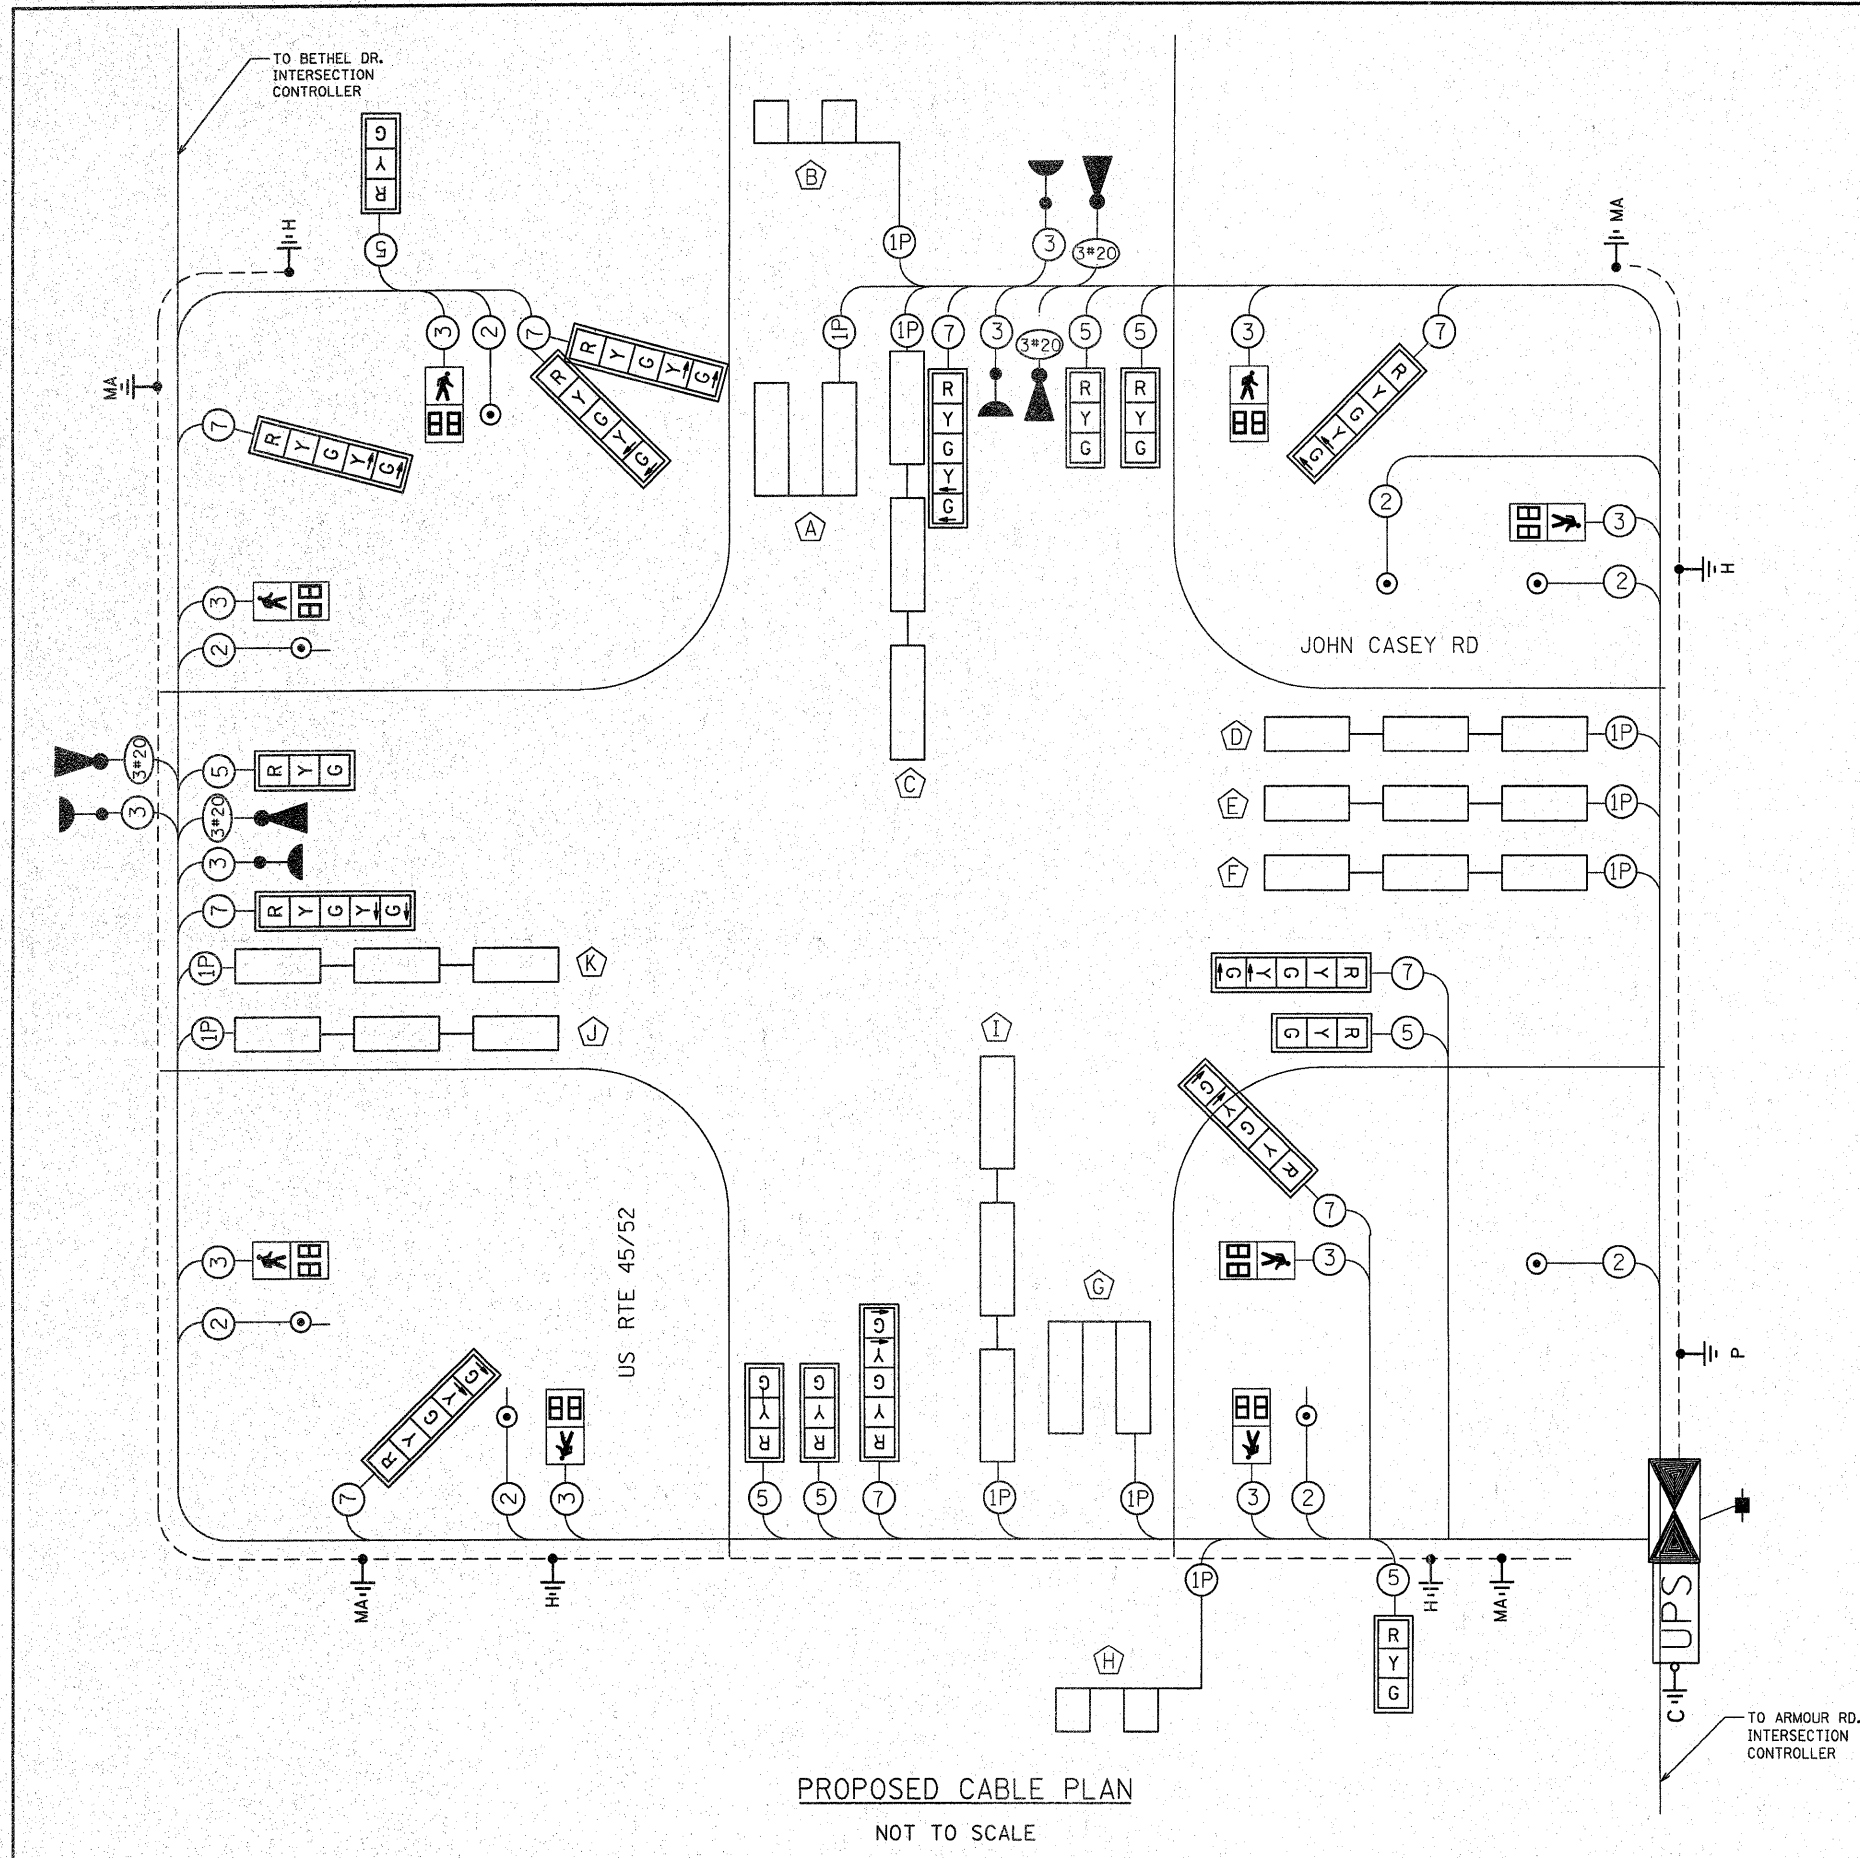 TO BETHEL DR.
INTERSECTION
CONTROLLER
G
Y
R
5
H
B
1P
3
3#20
MA
MA
3
2
7
R Y G Y G
R Y G Y G
1P
1P
7
3
3#20
5
5
3
7
R Y G Y G
R Y G
R Y G
R Y G Y G
7
R Y G Y G
A
2
3
H
3
2
2
JOHN CASEY RD
3#20
5
R Y G
D
1P
C
3
3#20
E
1P
3
F
1P
7
R Y G Y G
1P
K
G Y G Y R
7
1P
J
I
G Y R
5
G Y G Y R
7
3
US RTE 45/52
3
2
G
2
P
R Y G Y G
G Y R
G Y R
G Y G Y R
7
2
3
5
5
7
1P
1P
3
2
MA
H
1P
5
H
MA
UPS
R
Y
G
H
C
TO ARMOUR RD.
INTERSECTION
CONTROLLER
PROPOSED CABLE PLAN
NOT TO SCALE